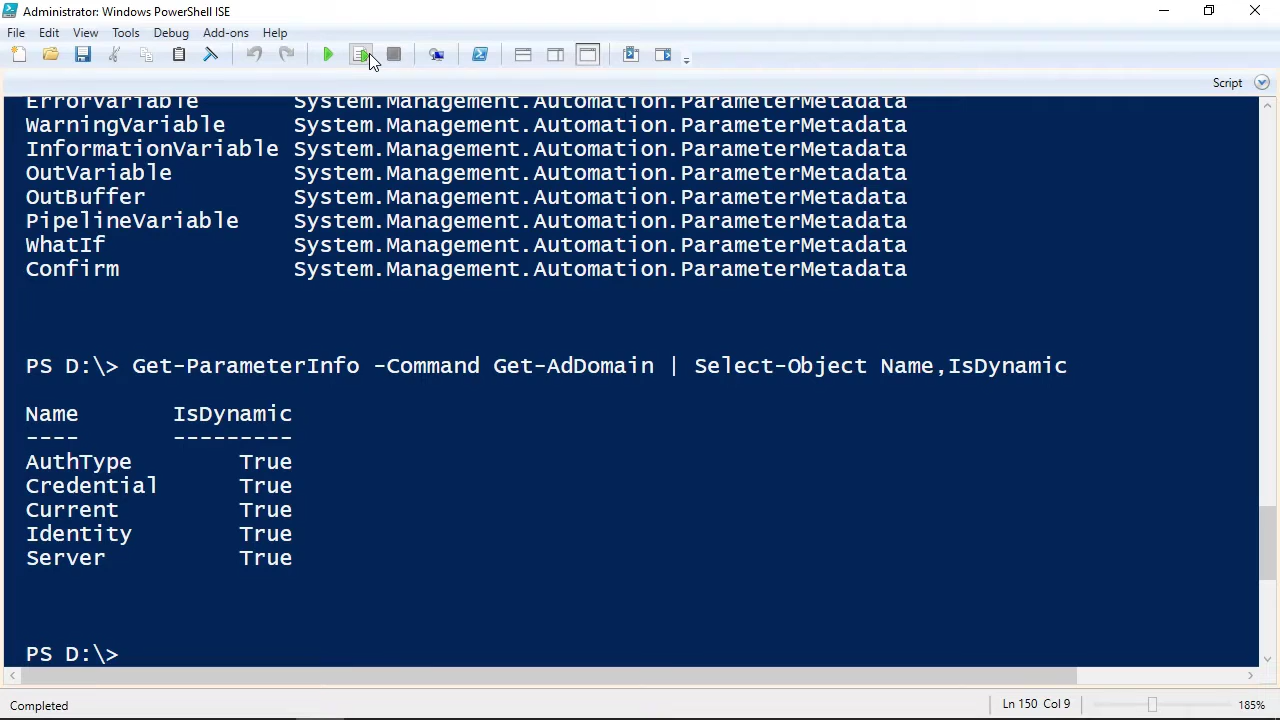 Administrator: Windows PowerShell ISE
File Edit View Tools Debug Add-ons Help
Script
ErrorVariable System.Management.Automation.ParameterMetadata
WarningVariable System.Management.Automation.ParameterMetadata
InformationVariable System.Management.Automation.ParameterMetadata
OutVariable System.Management.Automation.ParameterMetadata
OutBuffer System.Management.Automation.ParameterMetadata
PipelineVariable System.Management.Automation.ParameterMetadata
WhatIf System.Management.Automation.ParameterMetadata
Confirm System.Management.Automation.ParameterMetadata
PS D:\> Get-ParameterInfo -Command Get-AdDomain | Select-Object Name,IsDynamic
Name IsDynamic
---- ---------
AuthType True
Credential True
Current True
Identity True
Server True
PS D:\>
Completed Ln 150 Col 9 185%